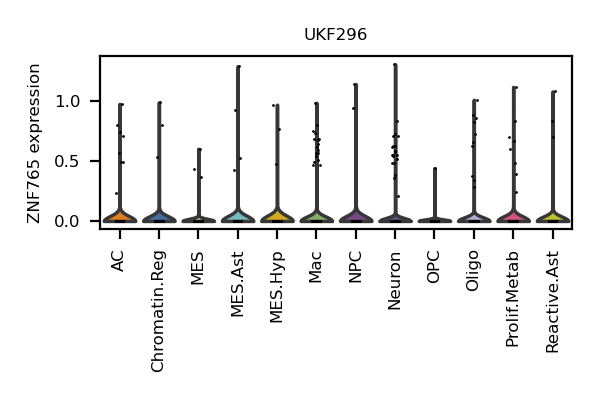 UKF296
ZNF765 expression
1.0
0.5
0.0
AC
Chromatin.Reg
MES
MES.Ast
MES.Hyp
Mac
NPC
Neuron
OPC
Oligo
Prolif.Metab
Reactive.Ast